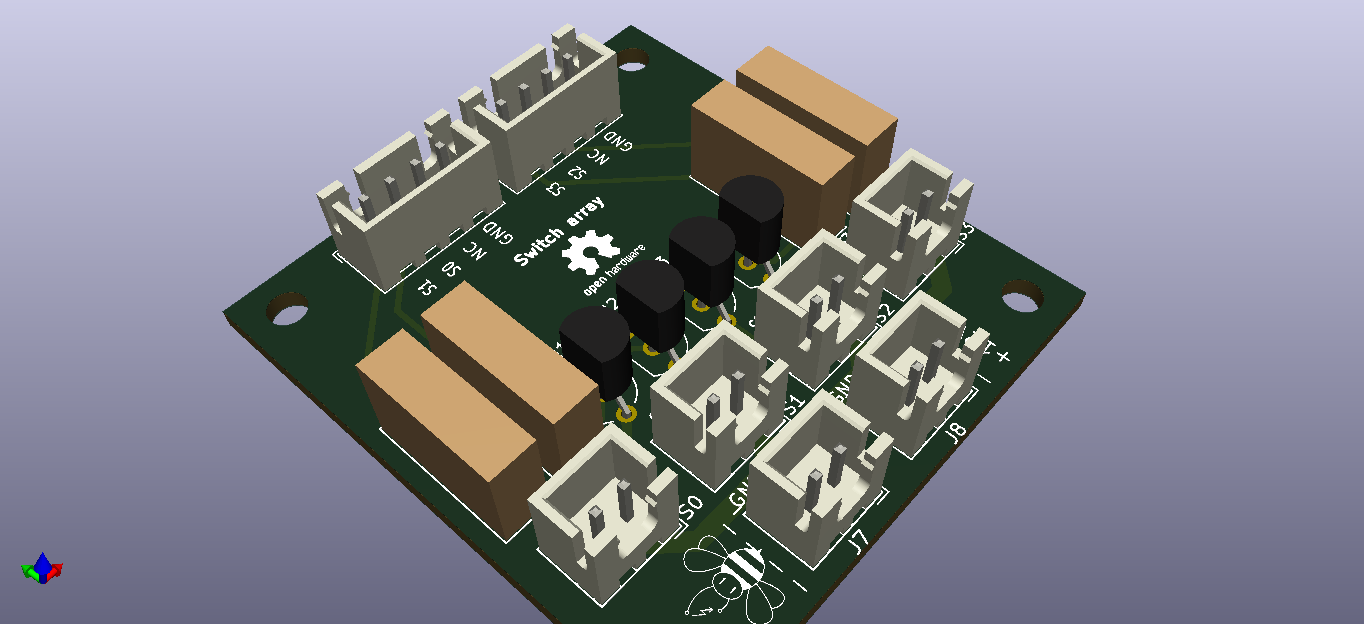 GND
NC
S2
S3
GND
NC
S0
S1
Switch array
open hardware
S3
S2
S1
S0
GND
GND
J8
J7